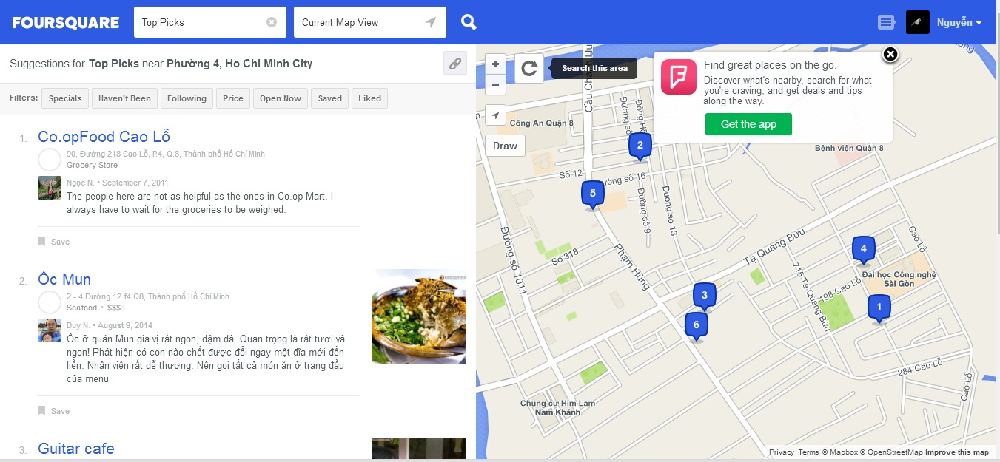 FOURSQUARE
Top Picks
Current Map View
Nguyễn
Suggestions for Top Picks near Phường 4, Ho Chi Minh City
Filters:
Specials
Haven't Been
Following
Price
Open Now
Saved
Liked
1. Co.opFood Cao Lỗ
90, Đường 218 Cao Lỗ, P.4, Q.8, Thành phố Hồ Chí Minh
Grocery Store
Ngọc N. • September 7, 2011
The people here are not as helpful as the ones in Co.op Mart. I
always have to wait for the groceries to be weighed.
Save
2. Ốc Mun
2 - 4 Đường 12 f4 Q8, Thành phố Hồ Chí Minh
Seafood • $$$$
Duy N. • August 9, 2014
Ốc ở quán Mun gia vị rất ngon, đậm đà. Quan trọng là rất tươi và
ngon! Phát hiện có con nào chết được đổi ngay một đĩa mới đền
liền. Nhân viên rất dễ thương. Nên gọi tất cả món ăn ở trang đầu
của menu
Save
3. Guitar cafe
+
−
Search this area
Draw
Find great places on the go.
Discover what's nearby, search for what
you're craving, and get deals and tips
along the way.
Get the app
Công An Quận 8
Bệnh viện Quận 8
2
Số 12
Đường số 16
5
Đường số 9
Duong so 13
Đường số 1011
So 318
Phạm Hùng
Tạ Quang Bửu
715 Tạ Quang Bửu
Cao Lỗ
4
Đại học Công nghệ
Sài Gòn
198 Cao Lỗ
1
3
6
284 Cao Lỗ
Cao Lỗ
Chung cư Him Lam
Nam Khánh
Privacy Terms © Mapbox © OpenStreetMap Improve this map